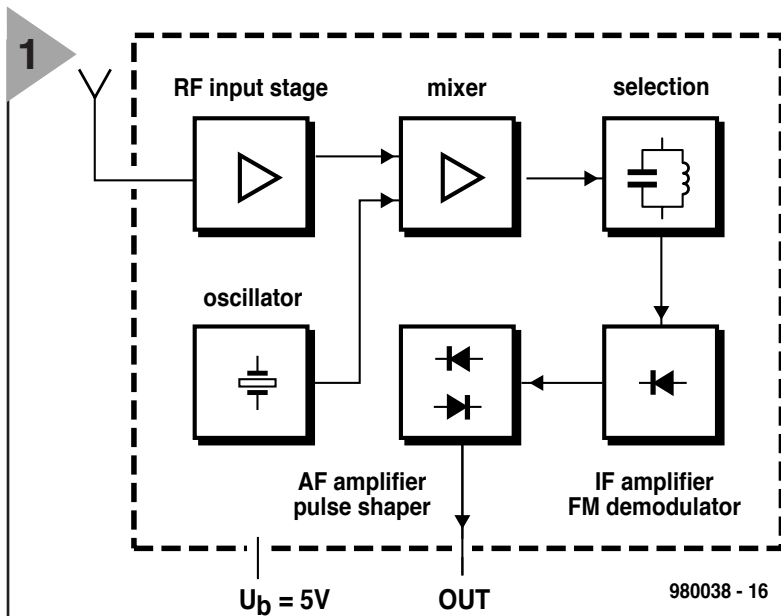 1
RF input stage
mixer
selection
oscillator
AF amplifier
pulse shaper
IF amplifier
FM demodulator
Ub = 5V
OUT
980038 - 16